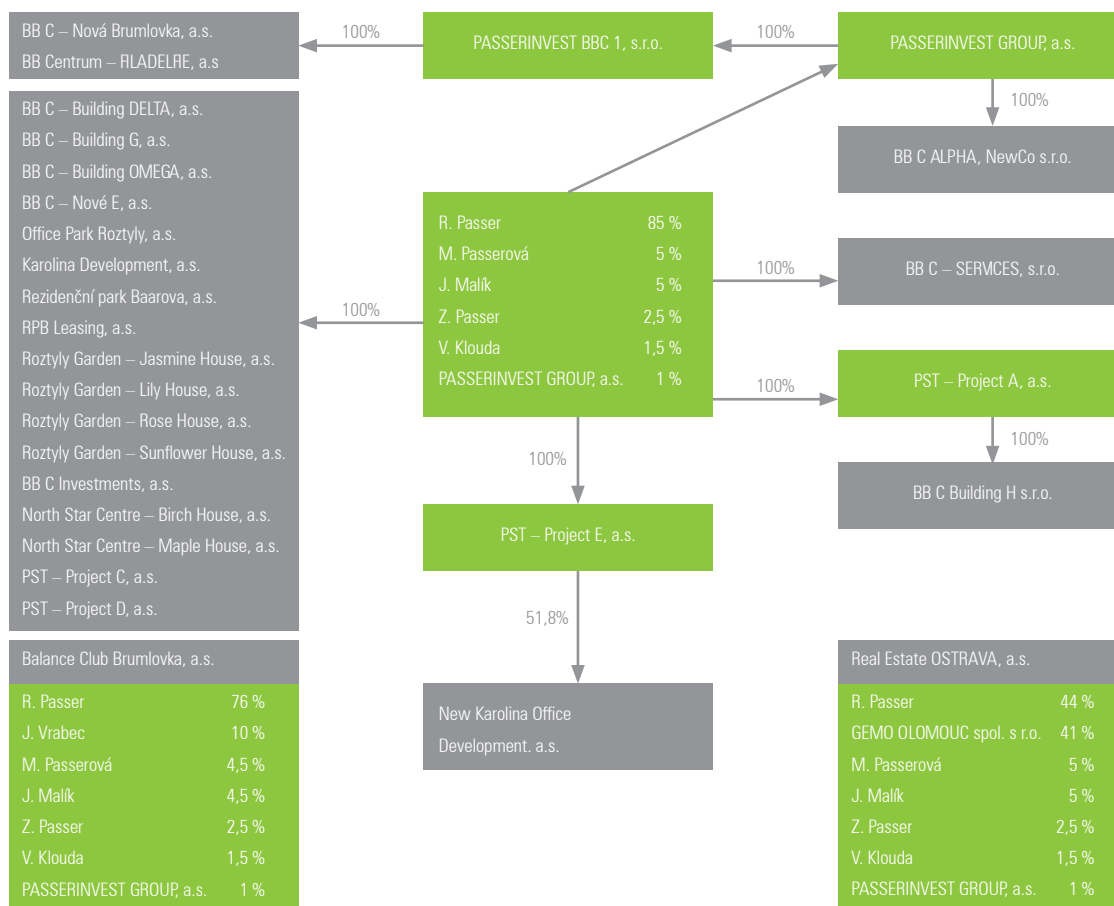 BB C – Nová Brumlovka, a.s.
BB Centrum – FILADELFIE, a.s
100%
PASSERINVEST BBC 1, s.r.o.
100%
PASSERINVEST GROUP, a.s.
100%
BB C ALPHA, NewCo s.r.o.
BB C – Building DELTA, a.s.
BB C – Building G, a.s.
BB C – Building OMEGA, a.s.
BB C – Nové E, a.s.
Office Park Roztyly, a.s.
Karolina Development, a.s.
Rezidenční park Baarova, a.s.
RPB Leasing, a.s.
Roztyly Garden – Jasmine House, a.s.
Roztyly Garden – Lily House, a.s.
Roztyly Garden – Rose House, a.s.
Roztyly Garden – Sunflower House, a.s.
BB C Investments, a.s.
North Star Centre – Birch House, a.s.
North Star Centre – Maple House, a.s.
PST – Project C, a.s.
PST – Project D, a.s.
100%
R. Passer 85 %
M. Passerová 5 %
J. Malík 5 %
Z. Passer 2,5 %
V. Klouda 1,5 %
PASSERINVEST GROUP, a.s. 1 %
100%
BB C – SERVICES, s.r.o.
100%
PST – Project A, a.s.
100%
BB C Building H s.r.o.
100%
PST – Project E, a.s.
51,8%
New Karolina Office
Development. a.s.
Balance Club Brumlovka, a.s.
R. Passer 76 %
J. Vrabec 10 %
M. Passerová 4,5 %
J. Malík 4,5 %
Z. Passer 2,5 %
V. Klouda 1,5 %
PASSERINVEST GROUP, a.s. 1 %
Real Estate OSTRAVA, a.s.
R. Passer 44 %
GEMO OLOMOUC spol. s r.o. 41 %
M. Passerová 5 %
J. Malík 5 %
Z. Passer 2,5 %
V. Klouda 1,5 %
PASSERINVEST GROUP, a.s. 1 %